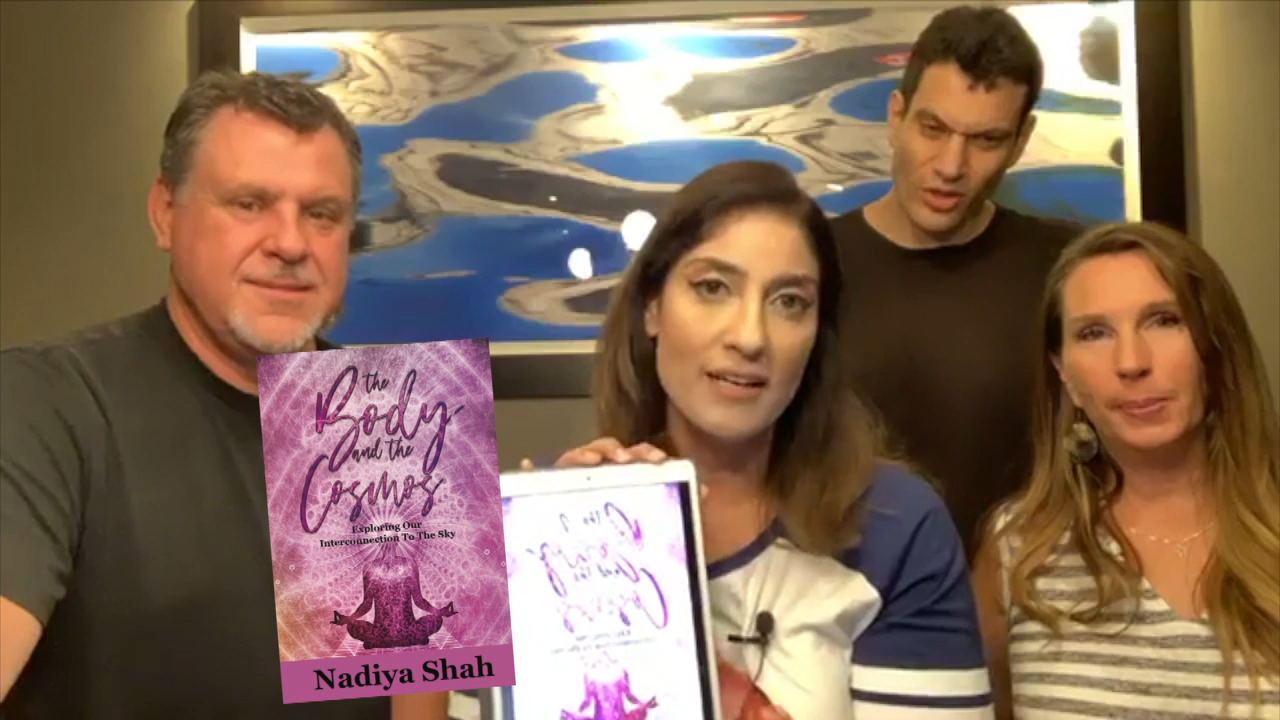 the
Body
and the
Cosmos
Exploring Our
Interconnection To The Sky
Nadiya Shah